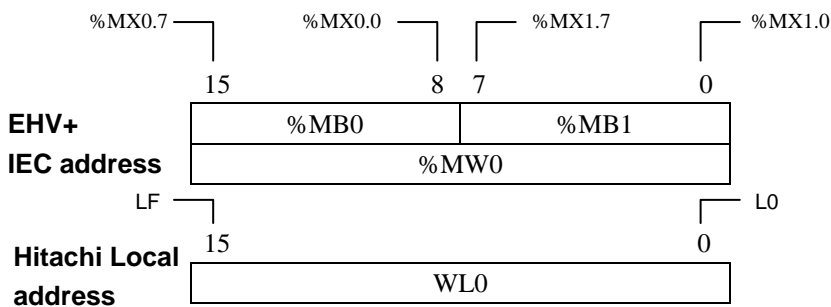 %MX0.7 %MX0.0 %MX1.7 %MX1.0
15 8 7 0
EHV+ %MB0 %MB1
IEC address %MW0
LF L0
15 0
Hitachi Local
address WL0